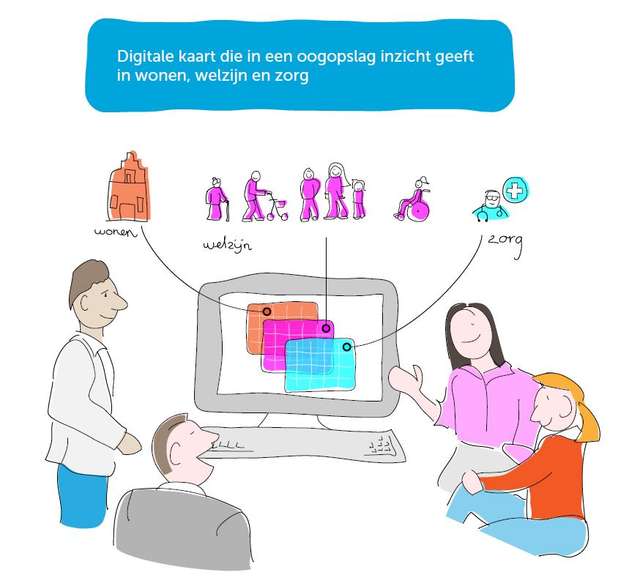 Digitale kaart die in een oogopslag inzicht geeft
in wonen, welzijn en zorg
wonen
welzijn
zorg